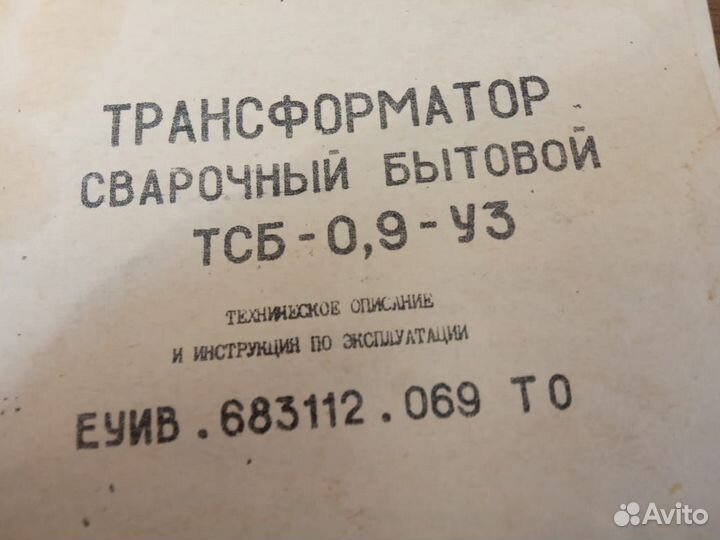 ТРАНСФОРМАТОР
СВАРОЧНЫЙ БЫТОВОЙ
ТСБ-0,9-У3
ТЕХНИЧЕСКОЕ ОПИСАНИЕ
И ИНСТРУКЦИЯ ПО ЭКСПЛУАТАЦИИ
ЕУИВ.683112.069 ТО
Avito